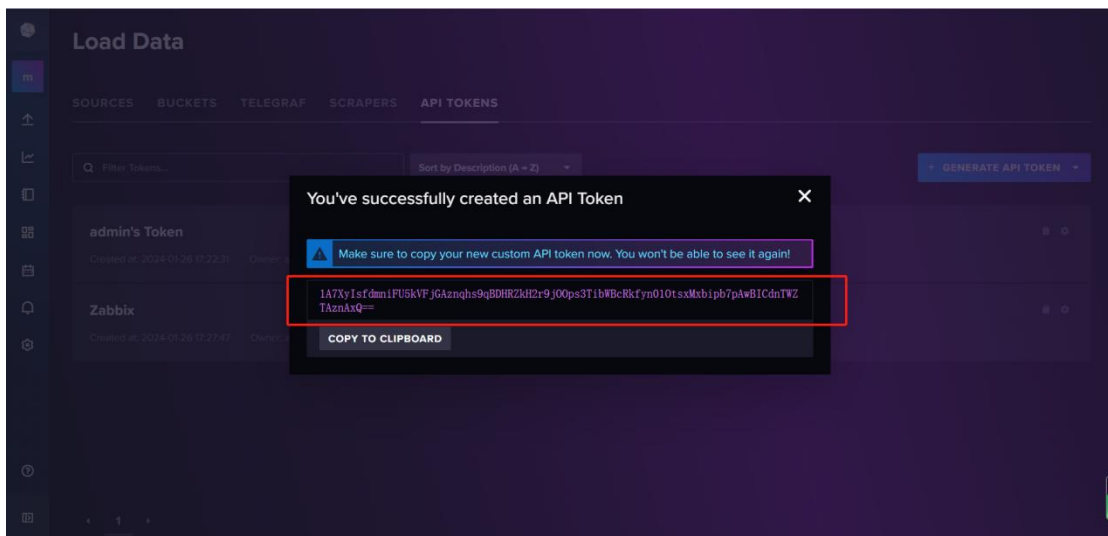 Load Data
m
SOURCES BUCKETS TELEGRAF SCRAPERS API TOKENS
Filter Tokens...
Sort by Description (A → Z)
+ GENERATE API TOKEN
You've successfully created an API Token
Make sure to copy your new custom API token now. You won't be able to see it again!
1A7XyIsfdmniFU5kVFjGAznqhs9qBDHRZkH2r9jOOps3TibWBcRkfyn01OtsxMxbipb7pAwBICdnTWZ
TAznAxQ==
COPY TO CLIPBOARD
admin's Token
Created at: 2024-01-26 17:22:31 Owner:
Zabbix
Created at: 2024-01-26 17:27:47 Owner:
1